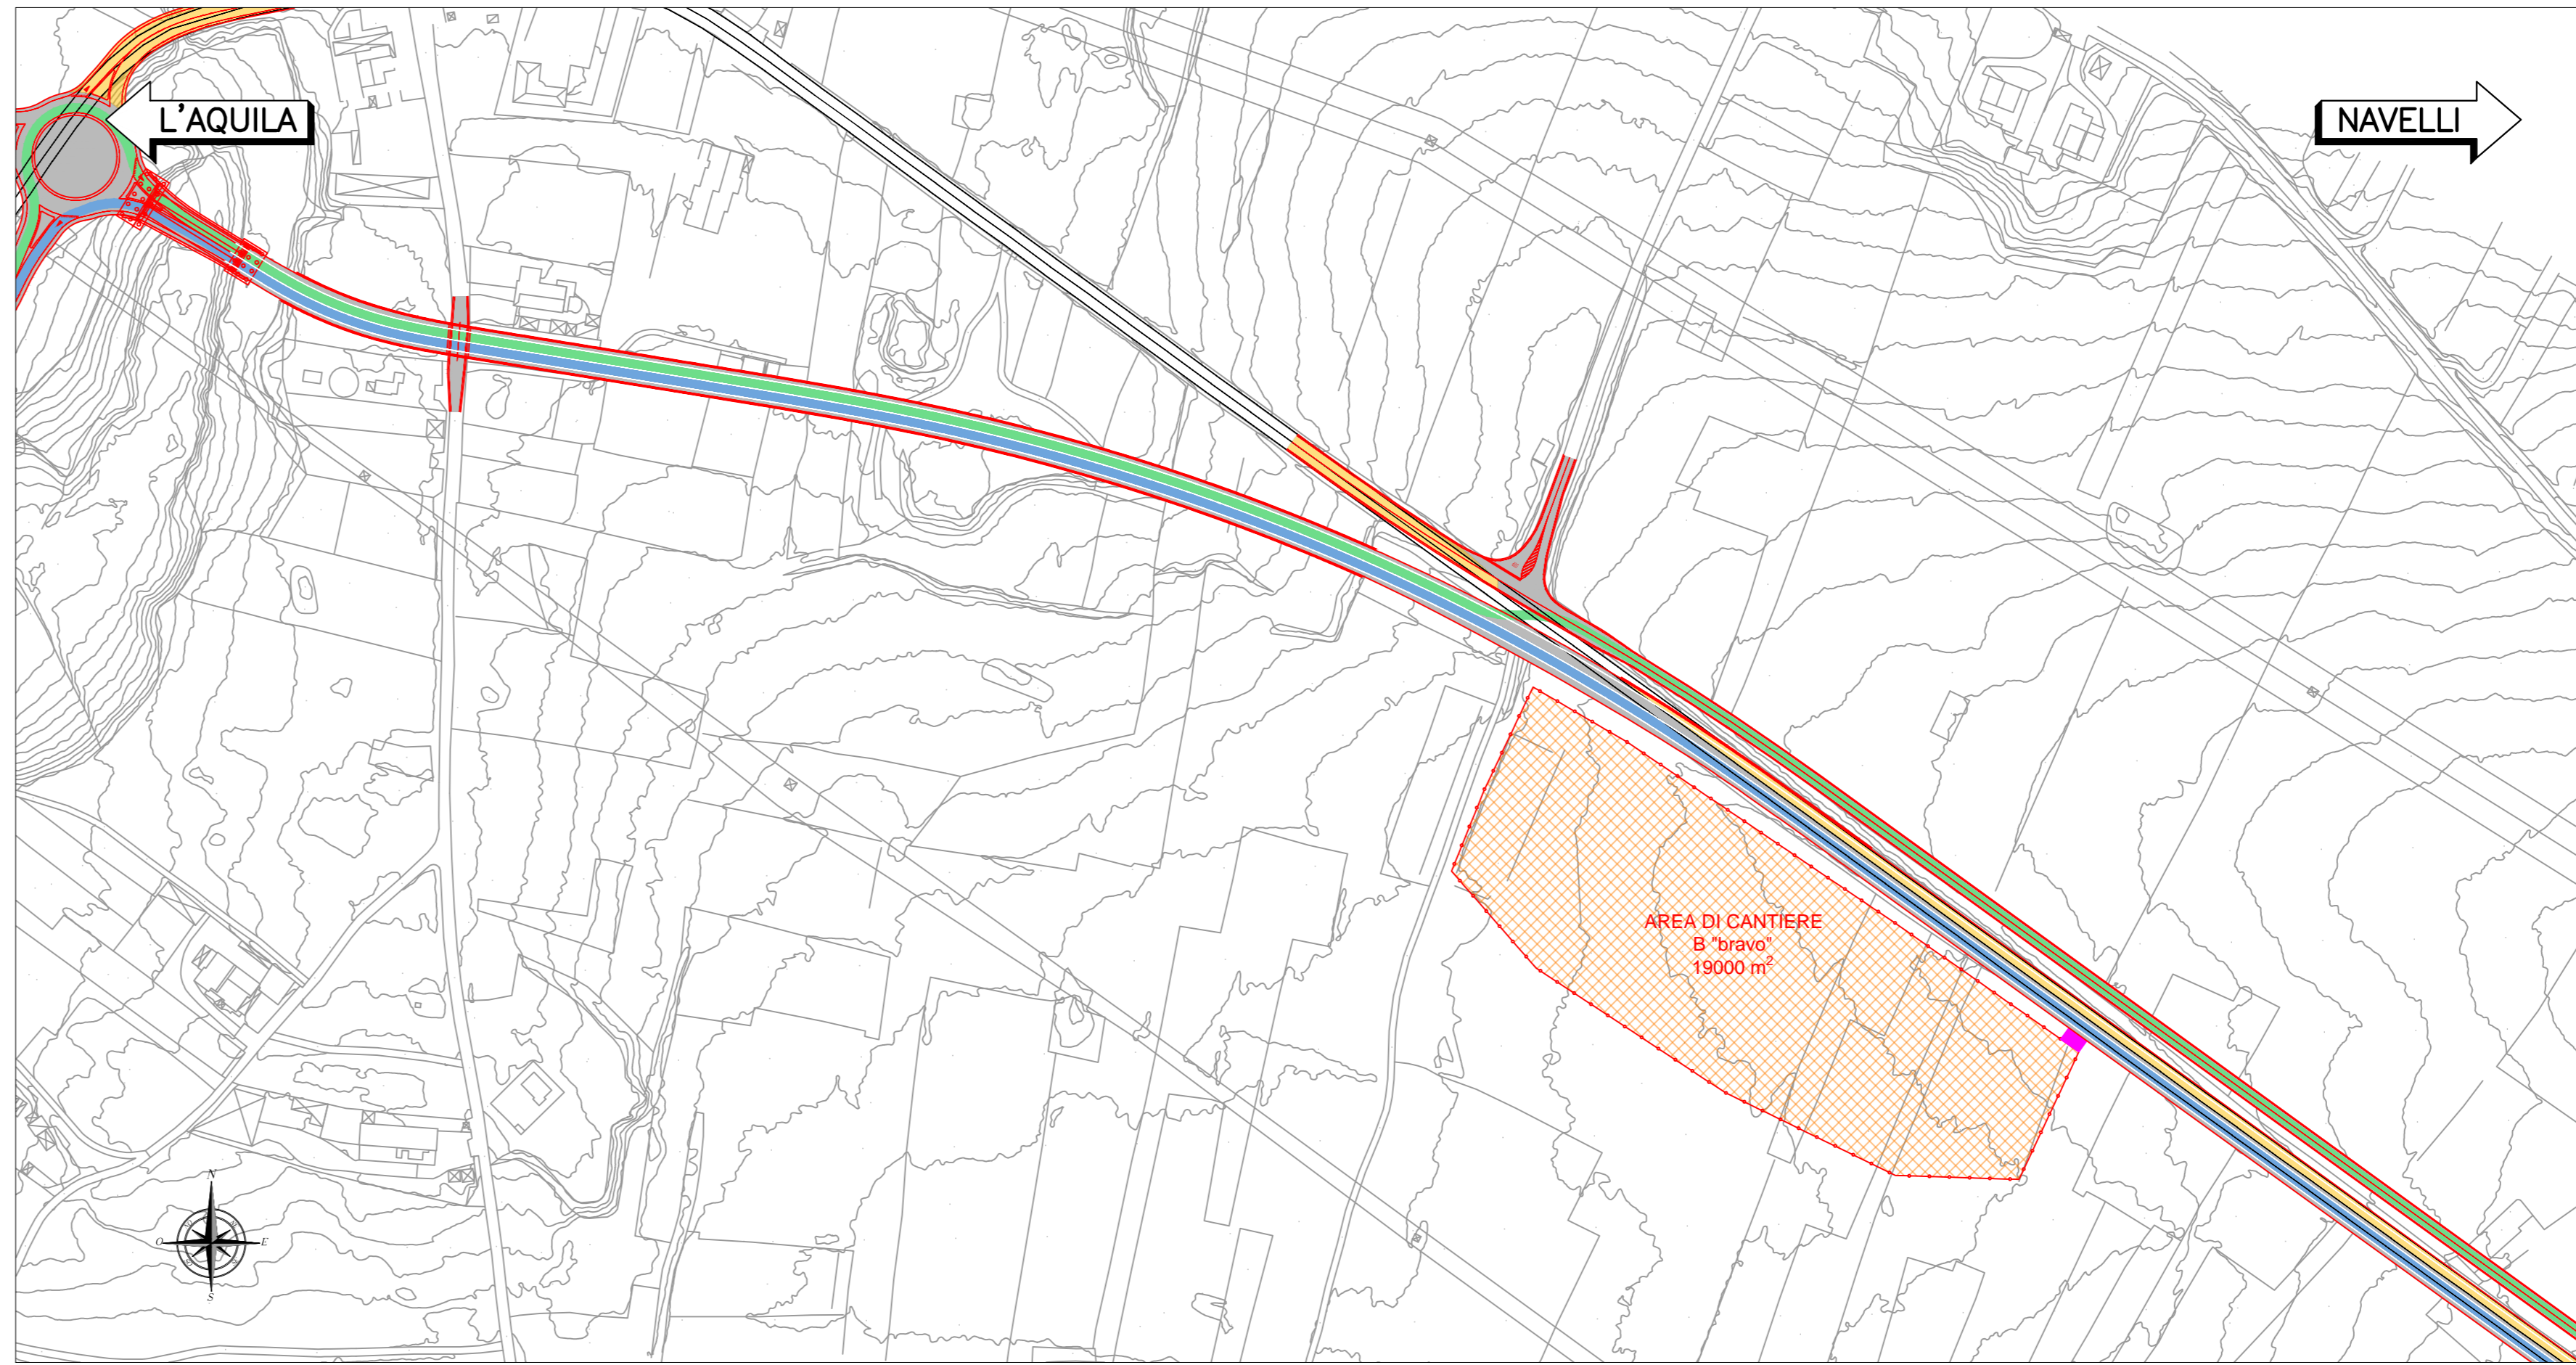 L'AQUILA
NAVELLI
AREA DI CANTIERE
B "bravo"
19000 m²
N
O
E
S